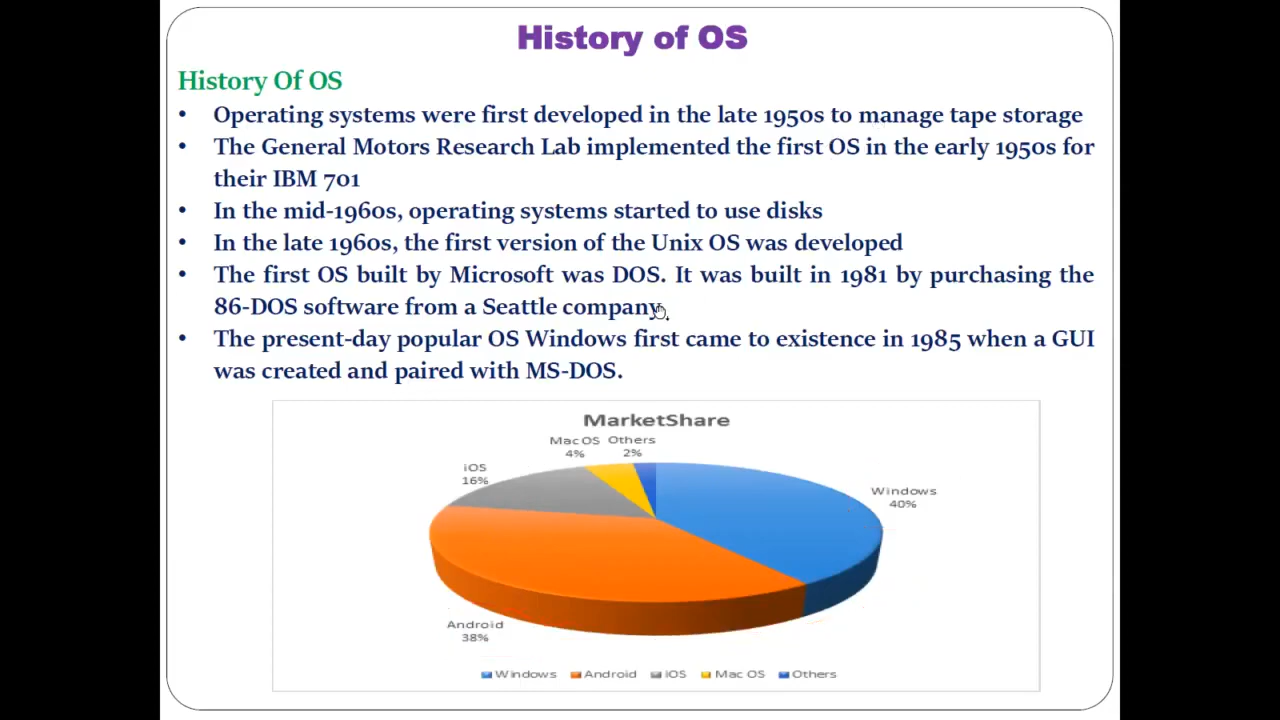 History of OS
History Of OS
• Operating systems were first developed in the late 1950s to manage tape storage
• The General Motors Research Lab implemented the first OS in the early 1950s for
their IBM 701
• In the mid-1960s, operating systems started to use disks
• In the late 1960s, the first version of the Unix OS was developed
• The first OS built by Microsoft was DOS. It was built in 1981 by purchasing the
86-DOS software from a Seattle company
• The present-day popular OS Windows first came to existence in 1985 when a GUI
was created and paired with MS-DOS.
MarketShare
Mac OS
4%
Others
2%
iOS
16%
Windows
40%
Android
38%
Windows Android iOS Mac OS Others